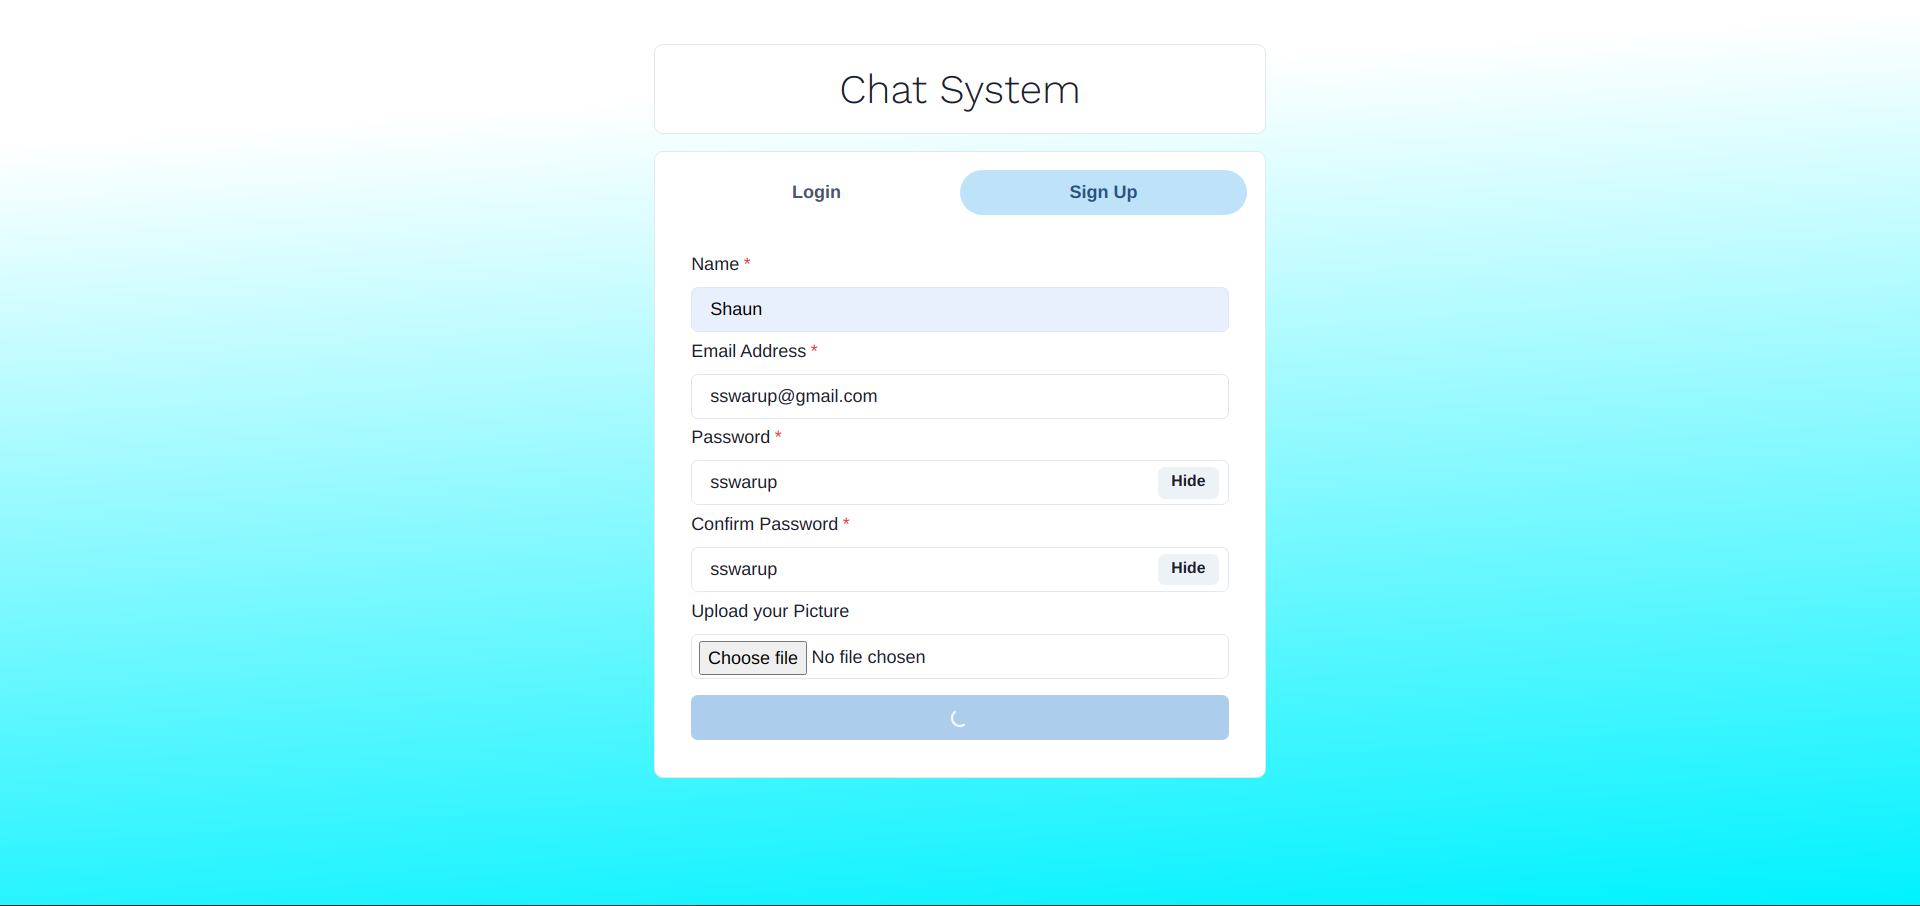 Chat System
Login Sign Up
Name *
Shaun
Email Address *
sswarup@gmail.com
Password *
sswarup Hide
Confirm Password *
sswarup Hide
Upload your Picture
Choose file No file chosen